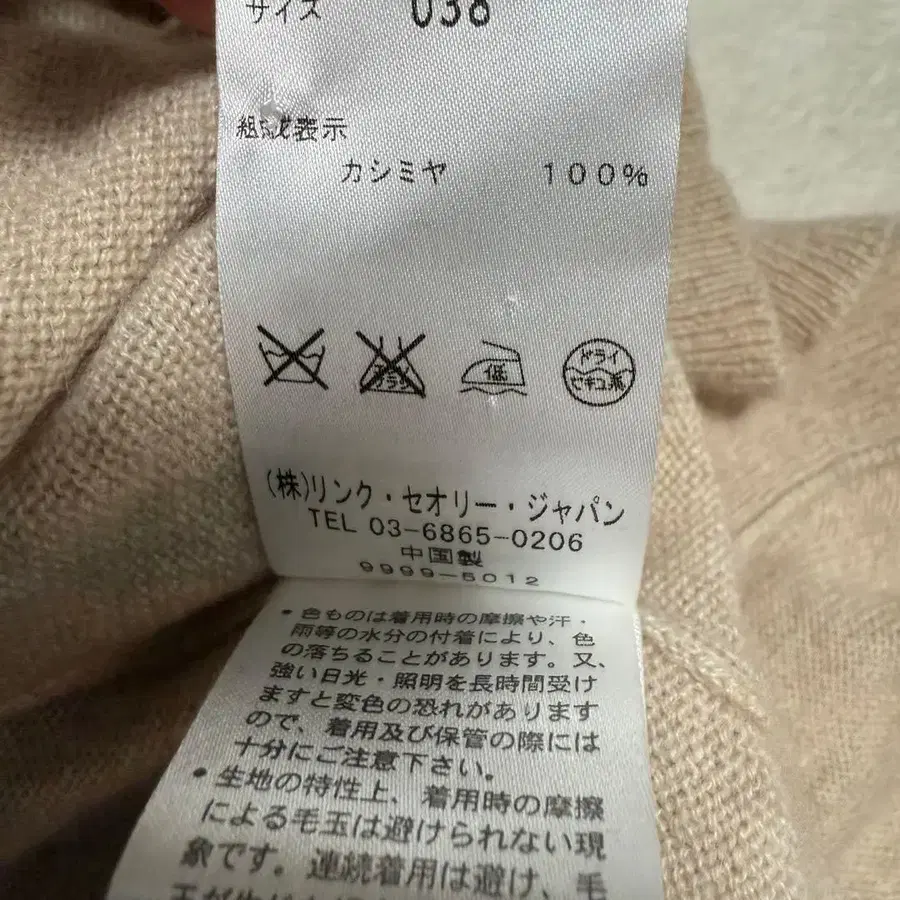 サイズ 038
組成表示
カシミヤ 100%
低
ドライ
セキユ系
(株)リンク・セオリー・ジャパン
TEL 03-6865-0206
中国製
9999-5012
・色ものは着用時の摩擦や汗・
雨等の水分の付着により、色
の落ちることがあります。又、
強い日光・照明を長時間受け
ますと変色の恐れがあります
ので、着用及び保管の際には
十分にご注意下さい。
・生地の特性上、着用時の摩擦
による毛玉は避けられない現
象です。連続着用は避け、毛